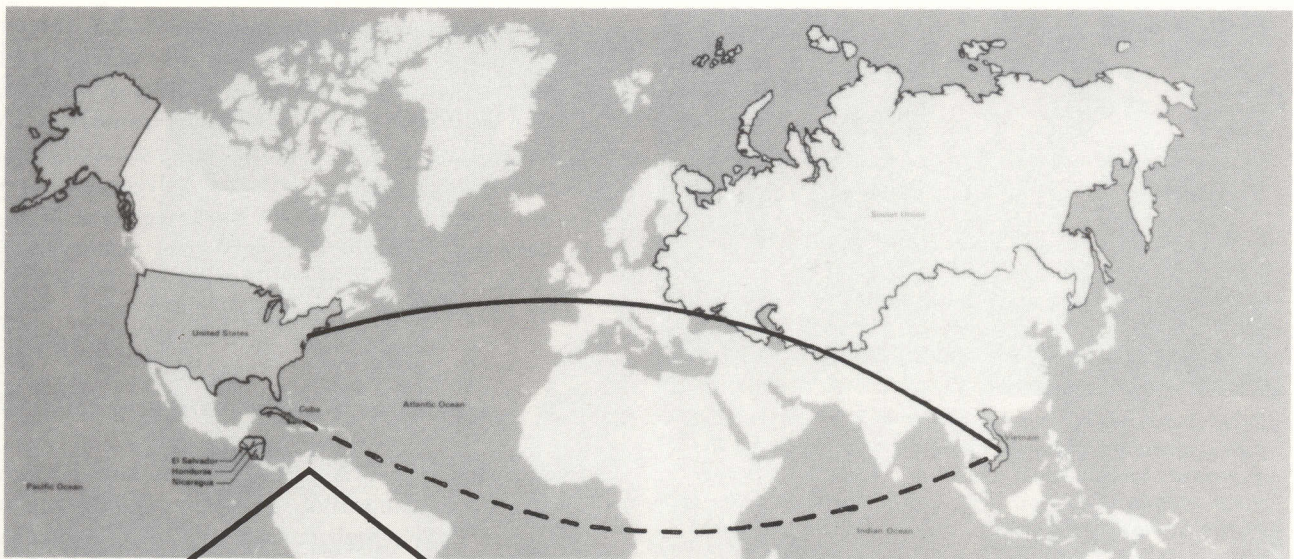 Soviet Union
United States
Cuba
Atlantic Ocean
Vietnam
El Salvador
Honduras
Nicaragua
Pacific Ocean
Indian Ocean